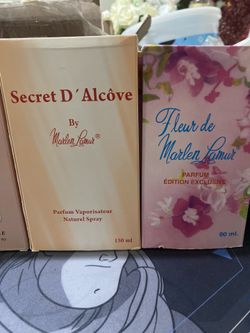 Secret D´Alcôve
By
Marlen Lamur®
Parfum Vaporisateur
Naturel Spray
130 ml
Fleur de
Marlen Lamur
PARFUM
ÉDITION EXCLUSIVE
60 ml.